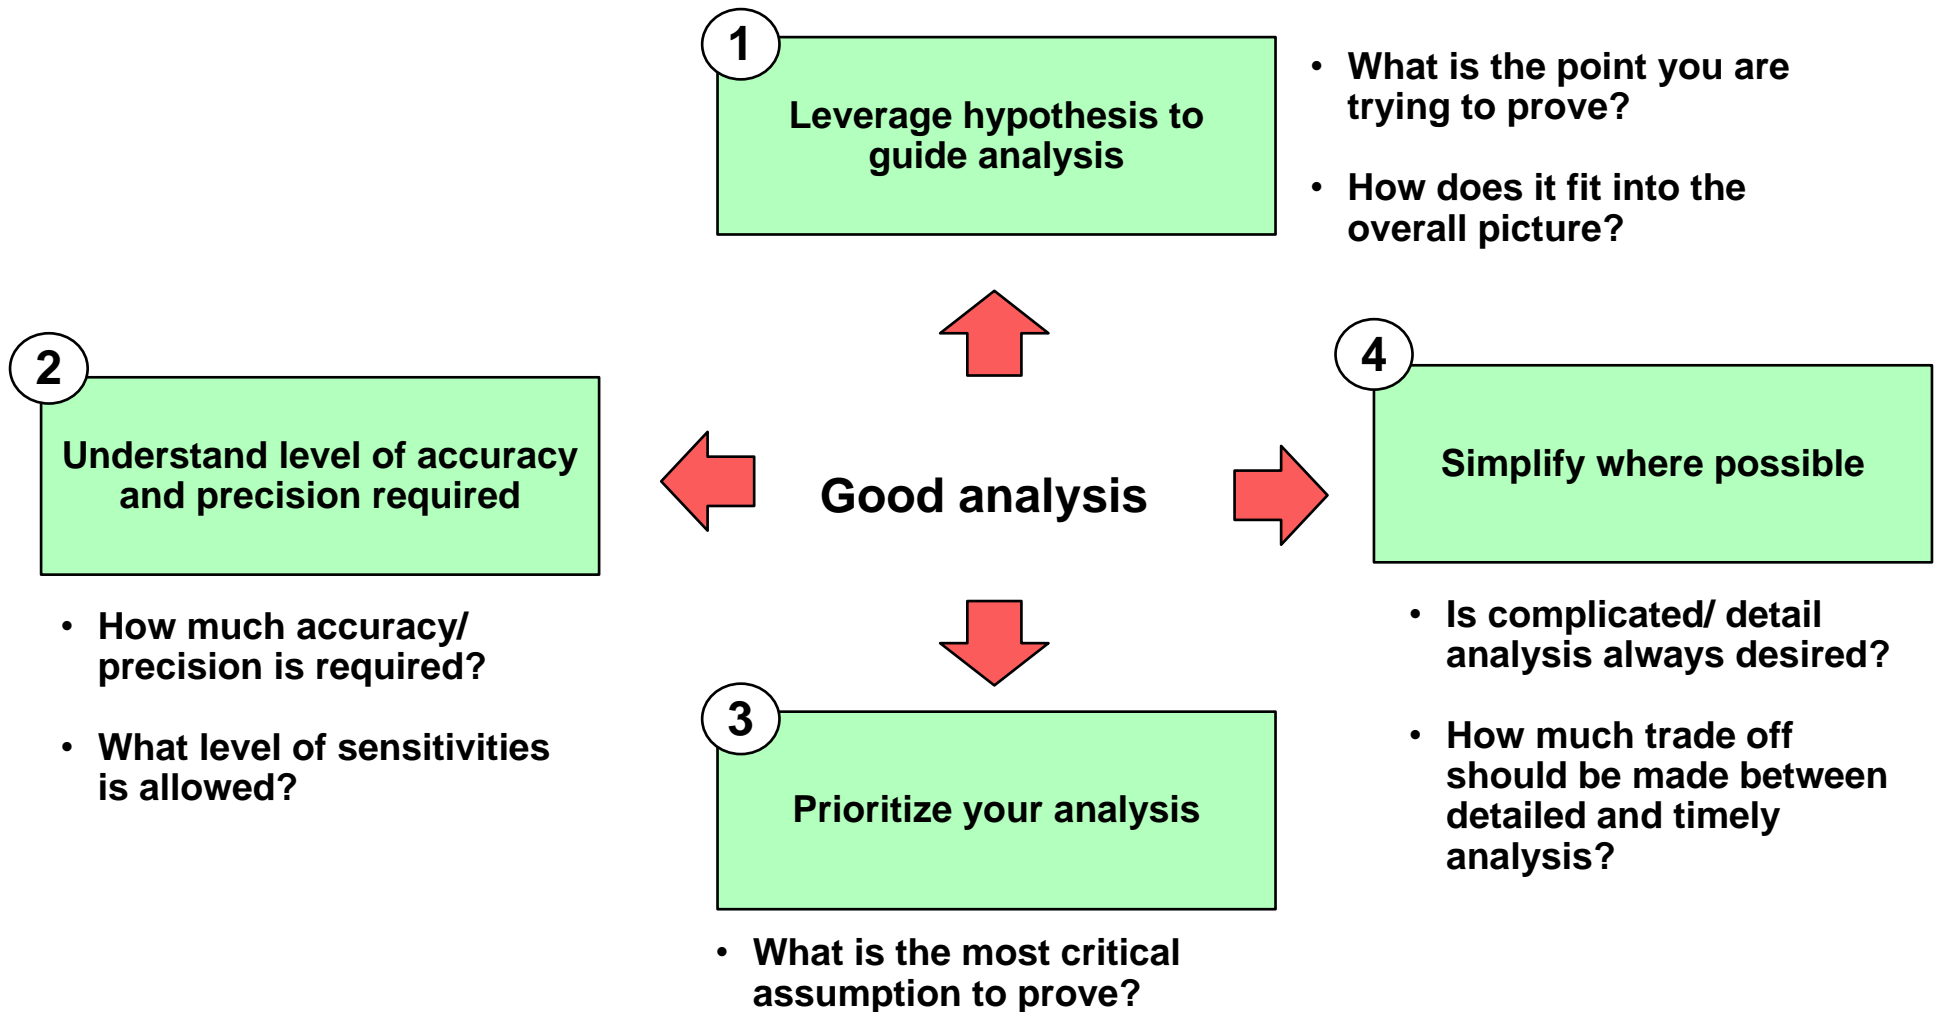 1
Leverage hypothesis to
guide analysis
• What is the point you are
trying to prove?
• How does it fit into the
overall picture?
2
Understand level of accuracy
and precision required
• How much accuracy/
precision is required?
• What level of sensitivities
is allowed?
Good analysis
4
Simplify where possible
• Is complicated/ detail
analysis always desired?
• How much trade off
should be made between
detailed and timely
analysis?
3
Prioritize your analysis
• What is the most critical
assumption to prove?